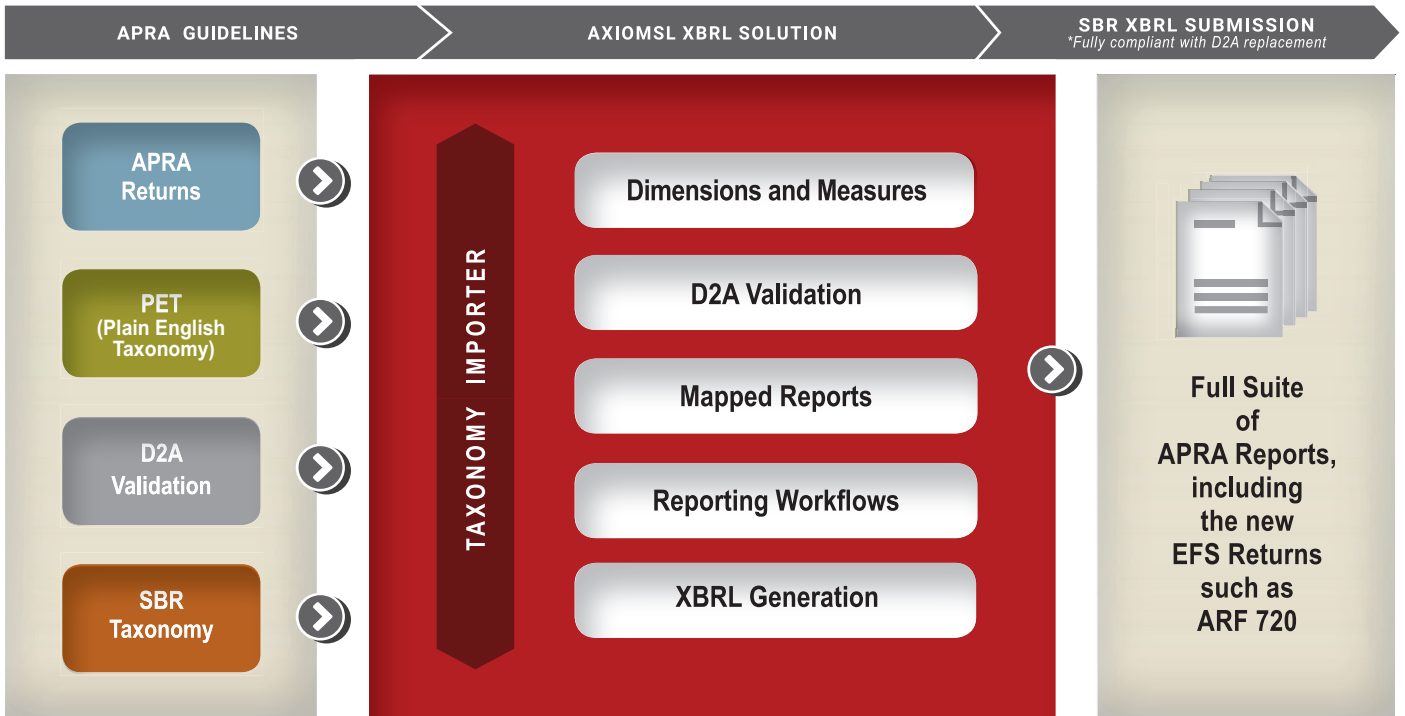 APRA GUIDELINES
AXIOMSL XBRL SOLUTION
SBR XBRL SUBMISSION
*Fully compliant with D2A replacement
APRA
Returns
PET
(Plain English
Taxonomy)
D2A
Validation
SBR
Taxonomy
TAXONOMY IMPORTER
Dimensions and Measures
D2A Validation
Mapped Reports
Reporting Workflows
XBRL Generation
Full Suite
of
APRA Reports,
including
the new
EFS Returns
such as
ARF 720